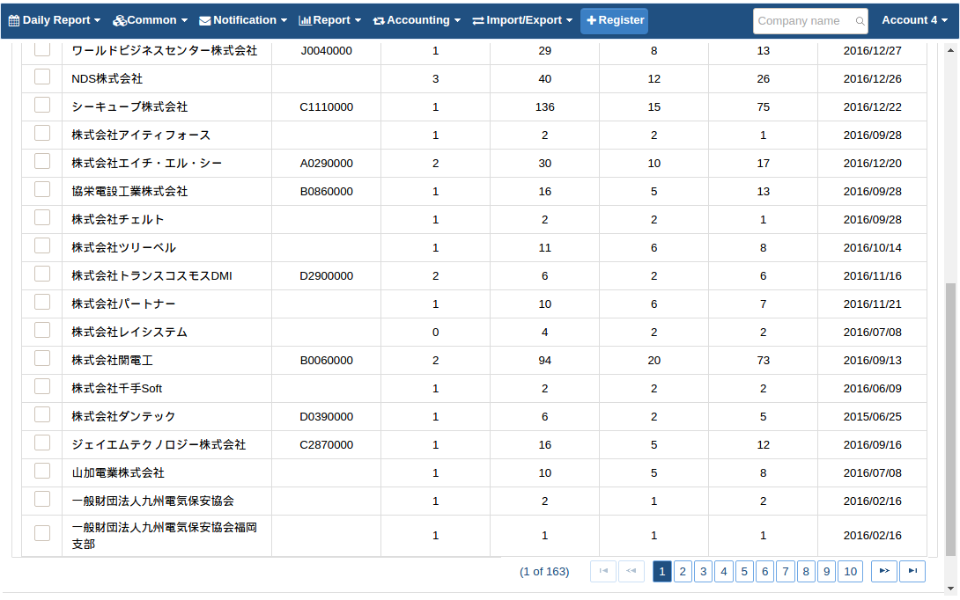 Daily Report Common Notification Report Accounting Import/Export Register Company name Account 4
ワールドビジネスセンター株式会社 J0040000 1 29 8 13 2016/12/27
NDS株式会社 3 40 12 26 2016/12/26
シーキューブ株式会社 C1110000 1 136 15 75 2016/12/22
株式会社アイティフォース 1 2 2 1 2016/09/28
株式会社エイチ・エル・シー A0290000 2 30 10 17 2016/12/20
協栄電設工業株式会社 B0860000 1 16 5 13 2016/09/28
株式会社チェルト 1 2 2 1 2016/09/28
株式会社ツリーベル 1 11 6 8 2016/10/14
株式会社トランスコスモスDMI D2900000 2 6 2 6 2016/11/16
株式会社パートナー 1 10 6 7 2016/11/21
株式会社レイシステム 0 4 2 2 2016/07/08
株式会社関電工 B0060000 2 94 20 73 2016/09/13
株式会社千手Soft 1 2 2 2 2016/06/09
株式会社ダンテック D0390000 1 6 2 5 2015/06/25
ジェイエムテクノロジー株式会社 C2870000 1 16 5 12 2016/09/16
山加電業株式会社 1 10 5 8 2016/07/08
一般財団法人九州電気保安協会 1 2 1 2 2016/02/16
一般財団法人九州電気保安協会福岡
支部 1 1 1 1 2016/02/16
(1 of 163) 1 2 3 4 5 6 7 8 9 10